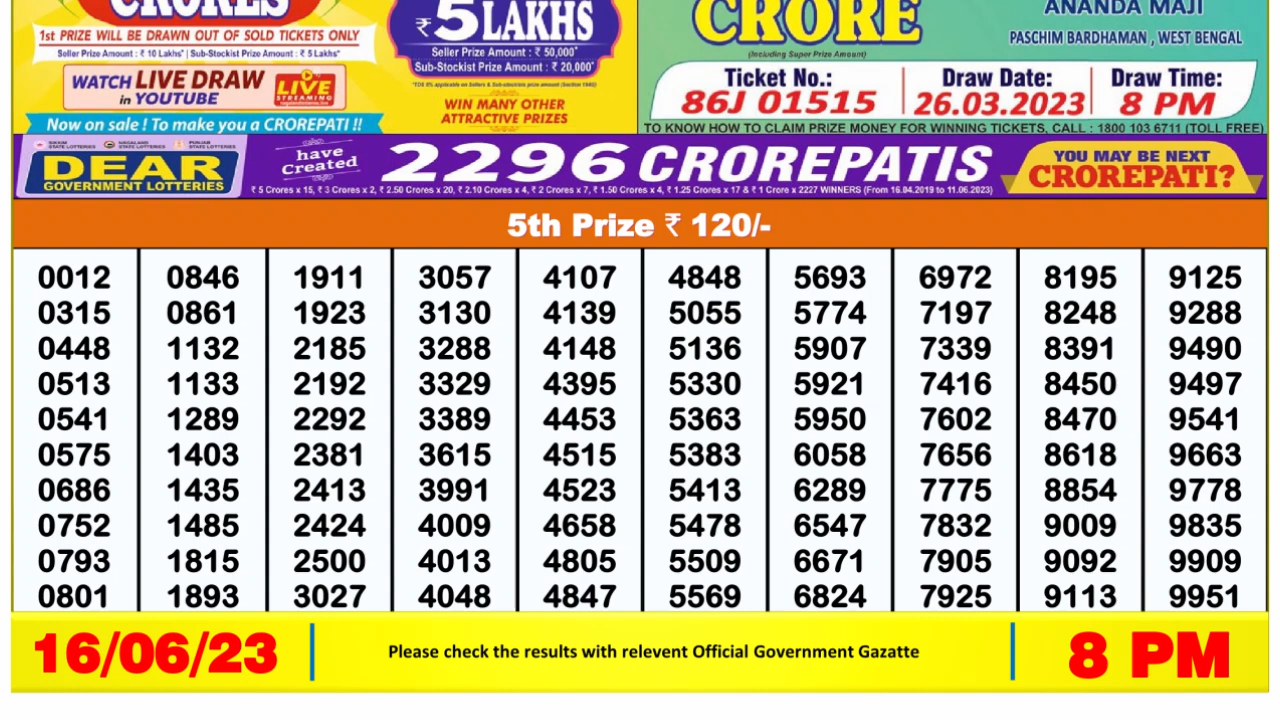 CRORES
1st PRIZE WILL BE DRAWN OUT OF SOLD TICKETS ONLY
Seller Prize Amount : ₹ 10 Lakhs* | Sub-Stockist Prize Amount : ₹ 5 Lakhs*
WATCH LIVE DRAW
in YOUTUBE
LIVE
STREAMING
Now on sale ! To make you a CROREPATI !!
₹ 5 LAKHS
Seller Prize Amount : ₹ 50,000*
Sub-Stockist Prize Amount : ₹ 20,000*
WIN MANY OTHER
ATTRACTIVE PRIZES
CRORE
(Including Super Prize Amount)
ANANDA MAJI
PASCHIM BARDHAMAN , WEST BENGAL
Ticket No.: Draw Date: Draw Time:
86J 01515 26.03.2023 8 PM
TO KNOW HOW TO CLAIM PRIZE MONEY FOR WINNING TICKETS, CALL : 1800 103 6711 (TOLL FREE)
DEAR
GOVERNMENT LOTTERIES
have
Created
2296 CROREPATIS
₹ 5 Crores x 15, ₹ 3 Crores x 2, ₹ 2.50 Crores x 20, ₹ 2.10 Crores x 4, ₹ 2 Crores x 7, ₹ 1.50 Crores x 4, ₹ 1.25 Crores x 17 & ₹ 1 Crore x 2227 WINNERS (From 16.04.2019 to 11.06.2023)
YOU MAY BE NEXT
CROREPATI?
5th Prize ₹ 120/-
0012 0846 1911 3057 4107 4848 5693 6972 8195 9125
0315 0861 1923 3130 4139 5055 5774 7197 8248 9288
0448 1132 2185 3288 4148 5136 5907 7339 8391 9490
0513 1133 2192 3329 4395 5330 5921 7416 8450 9497
0541 1289 2292 3389 4453 5363 5950 7602 8470 9541
0575 1403 2381 3615 4515 5383 6058 7656 8618 9663
0686 1435 2413 3991 4523 5413 6289 7775 8854 9778
0752 1485 2424 4009 4658 5478 6547 7832 9009 9835
0793 1815 2500 4013 4805 5509 6671 7905 9092 9909
0801 1893 3027 4048 4847 5569 6824 7925 9113 9951
16/06/23
Please check the results with relevent Official Government Gazatte
8 PM